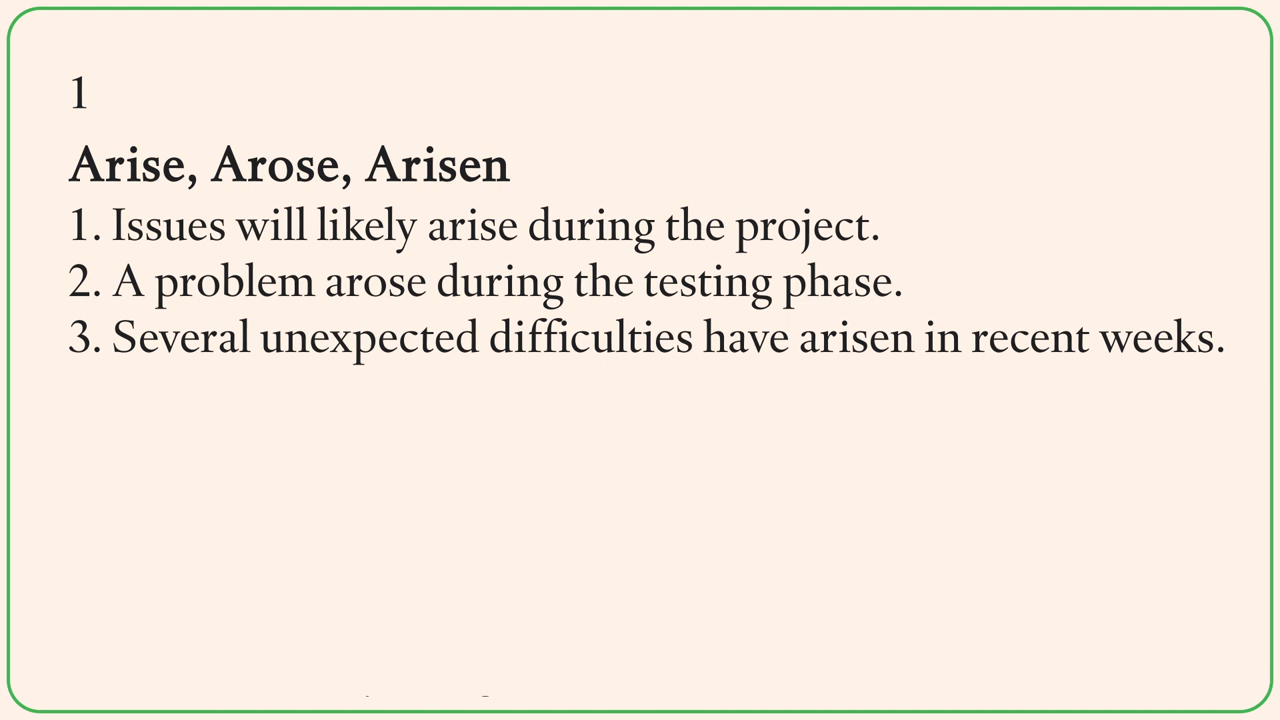 1
Arise, Arose, Arisen
1. Issues will likely arise during the project.
2. A problem arose during the testing phase.
3. Several unexpected difficulties have arisen in recent weeks.